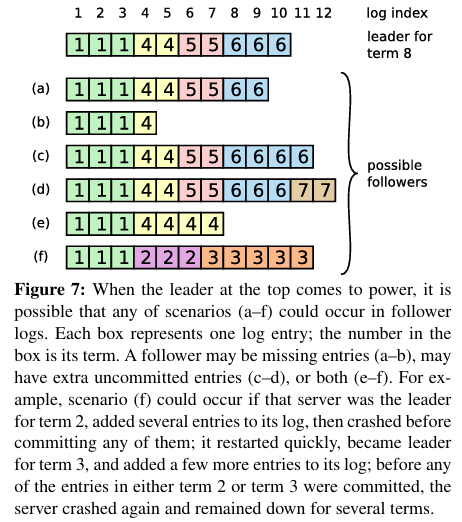 1 2 3 4 5 6 7 8 9 10 11 12 log index
1 1 1 4 4 5 5 6 6 6 leader for
term 8
(a) 1 1 1 4 4 5 5 6 6
(b) 1 1 1 4
(c) 1 1 1 4 4 5 5 6 6 6 6
(d) 1 1 1 4 4 5 5 6 6 6 7 7
(e) 1 1 1 4 4 4 4
(f) 1 1 1 2 2 2 3 3 3 3 3
possible
followers
Figure 7: When the leader at the top comes to power, it is
possible that any of scenarios (a–f) could occur in follower
logs. Each box represents one log entry; the number in the
box is its term. A follower may be missing entries (a–b), may
have extra uncommitted entries (c–d), or both (e–f). For ex-
ample, scenario (f) could occur if that server was the leader
for term 2, added several entries to its log, then crashed before
committing any of them; it restarted quickly, became leader
for term 3, and added a few more entries to its log; before any
of the entries in either term 2 or term 3 were committed, the
server crashed again and remained down for several terms.